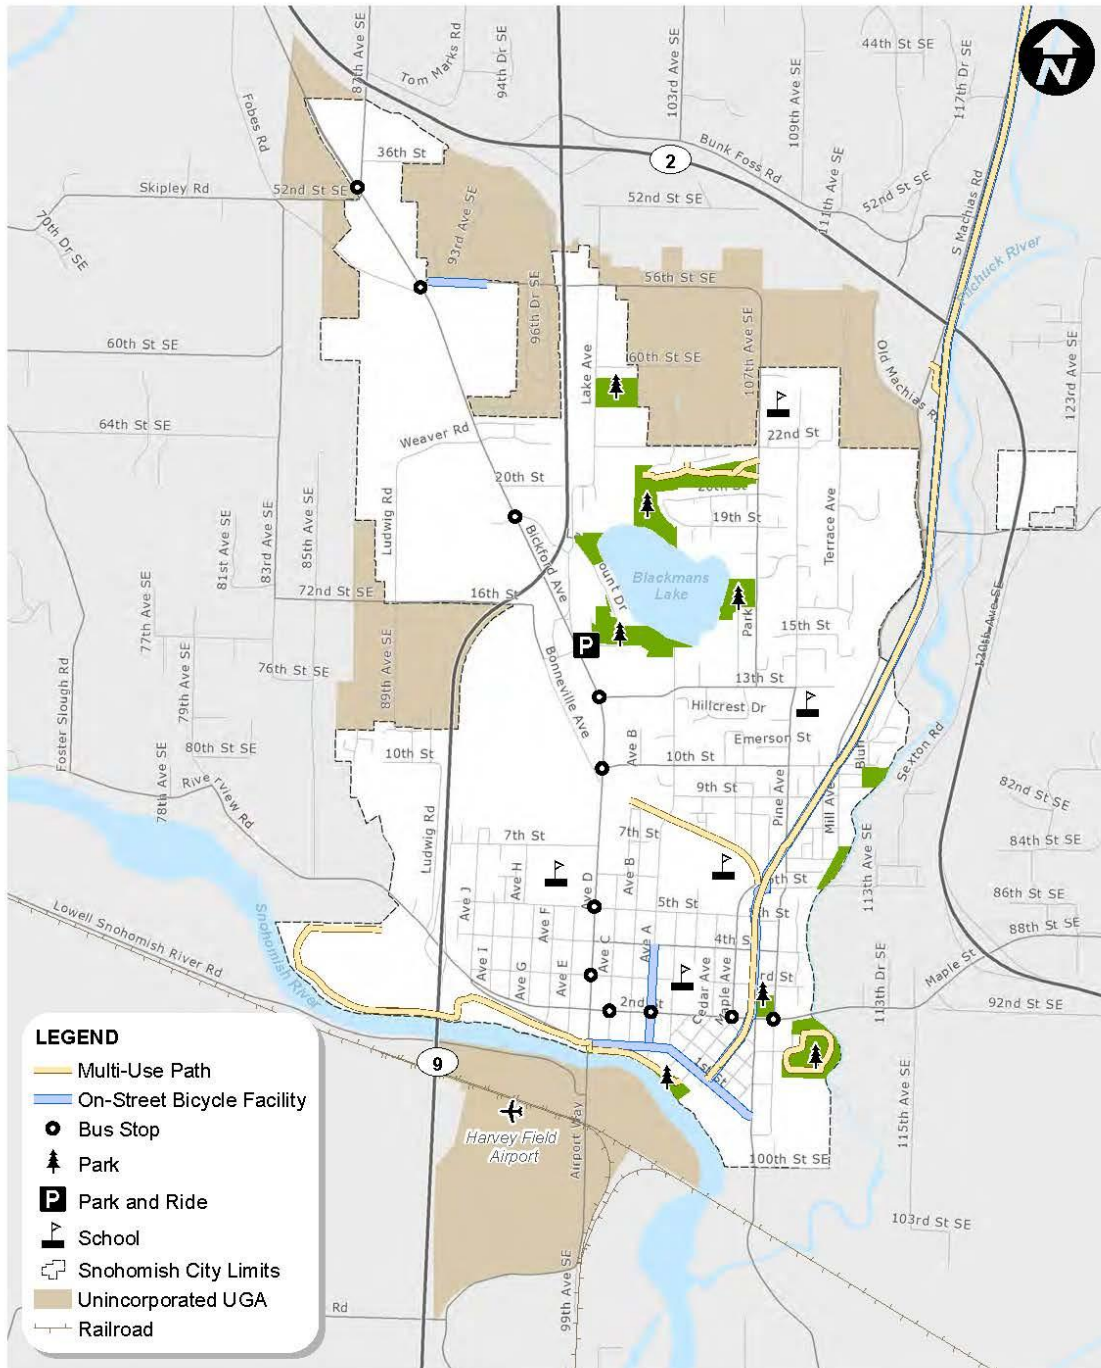 87th Ave SE
Tom Marks Rd
94th Dr SE
103rd Ave SE
44th St SE
117th Dr SE
109th Ave SE
N
Fobes Rd
36th St
2
Bunk Foss Rd
111th Ave SE
52nd St SE
S Machias Rd
Skipley Rd
52nd St SE
52nd St SE
70th Dr SE
93rd Ave SE
Pilchuck River
56th St SE
96th Dr SE
107th Ave SE
60th St SE
Lake Ave
60th St SE
Old Machias Rd
123rd Ave SE
64th St SE
Weaver Rd
22nd St
20th St
20th St
Ludwig Rd
19th St
Terrace Ave
81st Ave SE
83rd Ave SE
85th Ave SE
Bickford Ave
Blackmans
Lake
ount Dr
72nd St SE
16th St
77th Ave SE
Park
15th St
120th Ave SE
76th St SE
89th Ave SE
Bonneville Ave
13th St
79th Ave SE
Foster Slough Rd
Hillcrest Dr
80th St SE
10th St
Ave B
Emerson St
10th St
Bluff
Sexton Rd
78th Ave SE
Riverview Rd
9th St
Pine Ave
Mill Ave
82nd St SE
Ludwig Rd
7th St
7th St
113th Ave SE
84th St SE
Ave H
Ave B
Ave J
Ave D
5th St
86th St SE
88th St SE
Lowell Snohomish River Rd
Snohomish River
Ave F
Ave I
Ave G
Ave E
Ave C
Ave A
4th S
rd St
Cedar Ave
Maple Ave
113th Dr SE
Maple St
2nd St
92nd St SE
1st St
115th Ave SE
9
Harvey Field
Airport
Airport Way
100th St SE
103rd St SE
99th Ave SE
Rd
LEGEND
Multi-Use Path
On-Street Bicycle Facility
Bus Stop
Park
P
Park and Ride
School
Snohomish City Limits
Unincorporated UGA
Railroad
P